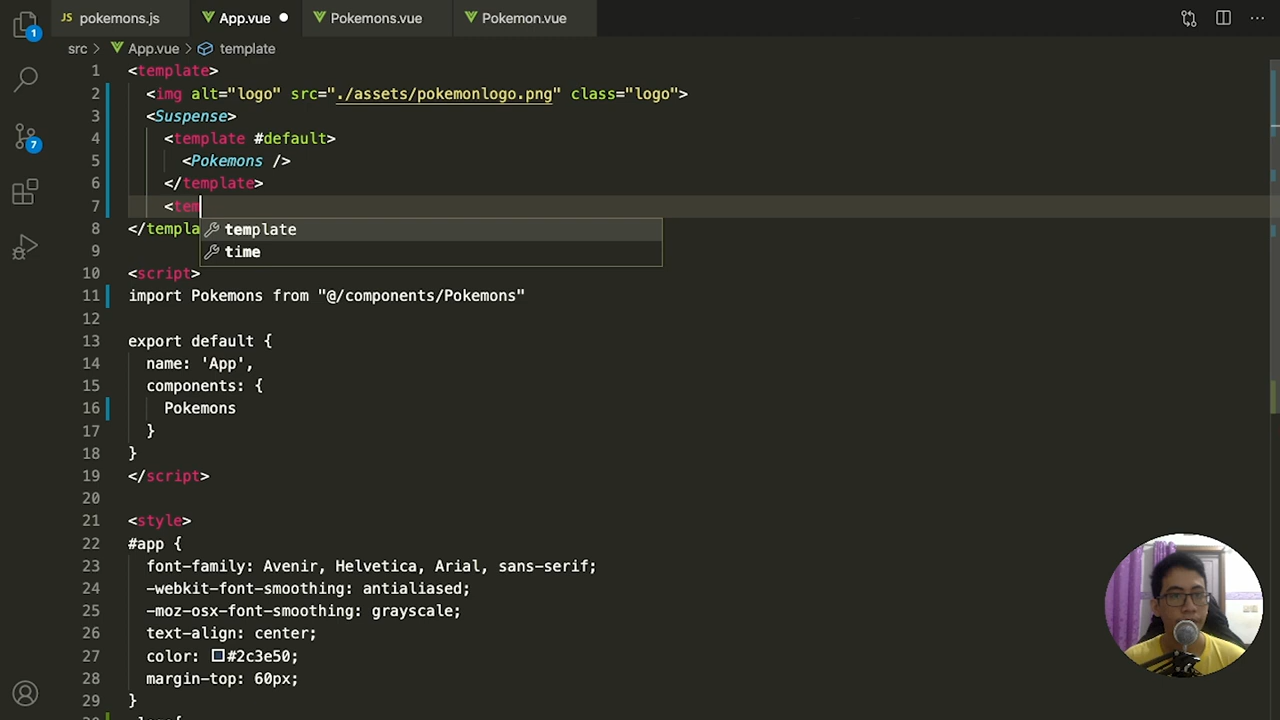 pokemons.js App.vue Pokemons.vue Pokemon.vue
src > App.vue > template
1 <template>
2 <img alt="logo" src="./assets/pokemonlogo.png" class="logo">
3 <Suspense>
4 <template #default>
5 <Pokemons />
6 </template>
7 <tem
template
time
8 </templa
9
10 <script>
11 import Pokemons from "@/components/Pokemons"
12
13 export default {
14 name: 'App',
15 components: {
16 Pokemons
17 }
18 }
19 </script>
20
21 <style>
22 #app {
23 font-family: Avenir, Helvetica, Arial, sans-serif;
24 -webkit-font-smoothing: antialiased;
25 -moz-osx-font-smoothing: grayscale;
26 text-align: center;
27 color: #2c3e50;
28 margin-top: 60px;
29 }
1
7
JS